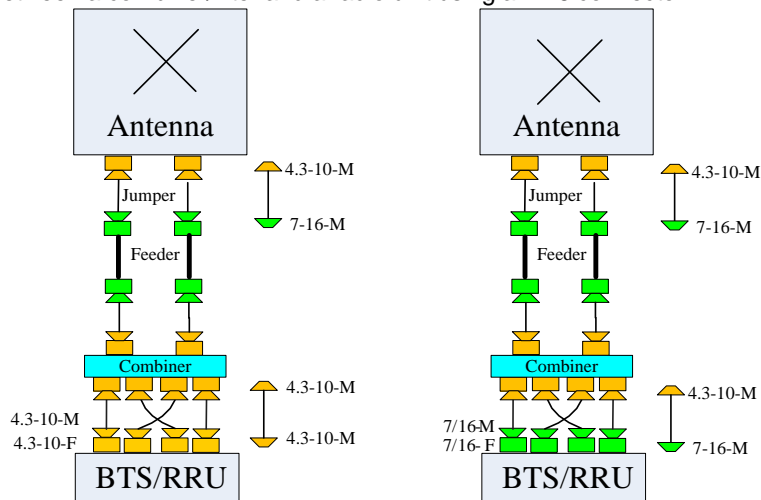 Antenna
4.3-10-M
Jumper
7-16-M
Feeder
Combiner
4.3-10-M
4.3-10-M
4.3-10-F
4.3-10-M
BTS/RRU
Antenna
4.3-10-M
Jumper
7-16-M
Feeder
Combiner
4.3-10-M
7/16-M
7/16- F
7-16-M
BTS/RRU